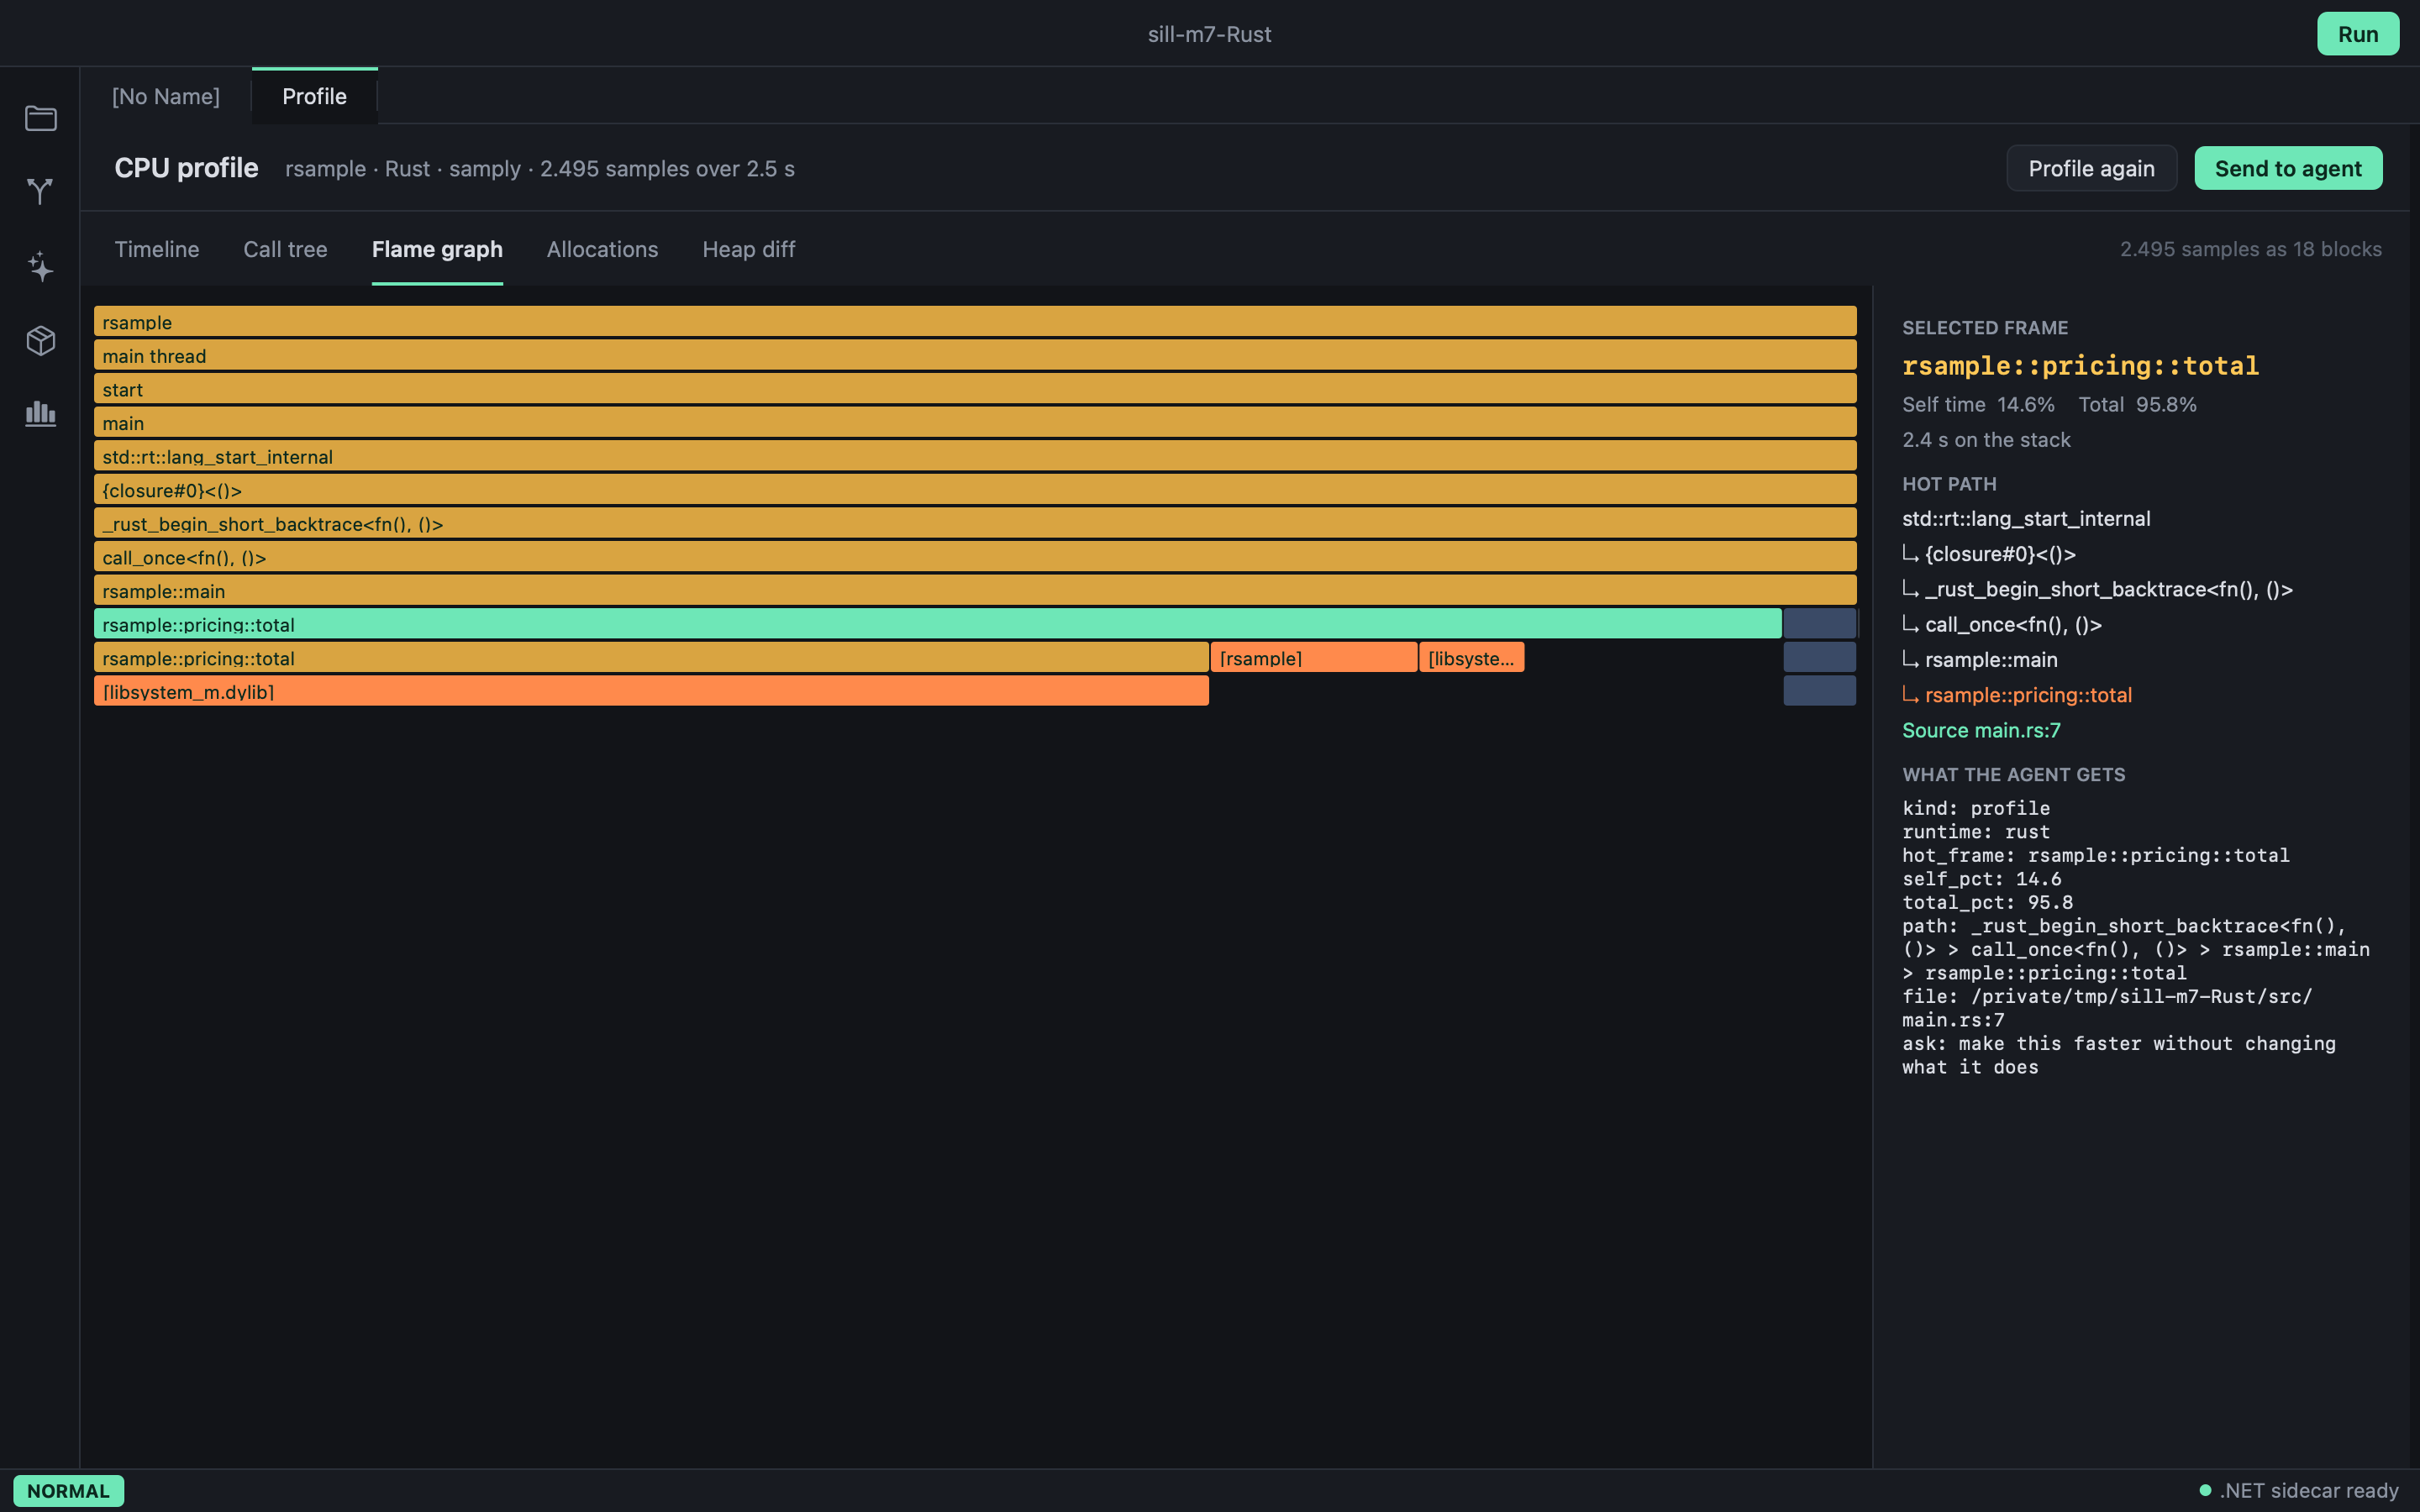 sill-m7-Rust
Run
[No Name]
Profile
CPU profile
rsample · Rust · samply · 2.495 samples over 2.5 s
Profile again
Send to agent
Timeline
Call tree
Flame graph
Allocations
Heap diff
2.495 samples as 18 blocks
rsample
main thread
start
main
std::rt::lang_start_internal
{closure#0}<()>
_rust_begin_short_backtrace<fn(), ()>
call_once<fn(), ()>
rsample::main
rsample::pricing::total
rsample::pricing::total
[rsample]
[libsyste...
[libsystem_m.dylib]
SELECTED FRAME
rsample::pricing::total
Self time 14.6% Total 95.8%
2.4 s on the stack
HOT PATH
std::rt::lang_start_internal
{closure#0}<()>
_rust_begin_short_backtrace<fn(), ()>
call_once<fn(), ()>
rsample::main
rsample::pricing::total
Source main.rs:7
WHAT THE AGENT GETS
kind: profile
runtime: rust
hot_frame: rsample::pricing::total
self_pct: 14.6
total_pct: 95.8
path: _rust_begin_short_backtrace<fn(),
()> > call_once<fn(), ()> > rsample::main
> rsample::pricing::total
file: /private/tmp/sill-m7-Rust/src/
main.rs:7
ask: make this faster without changing
what it does
NORMAL
.NET sidecar ready